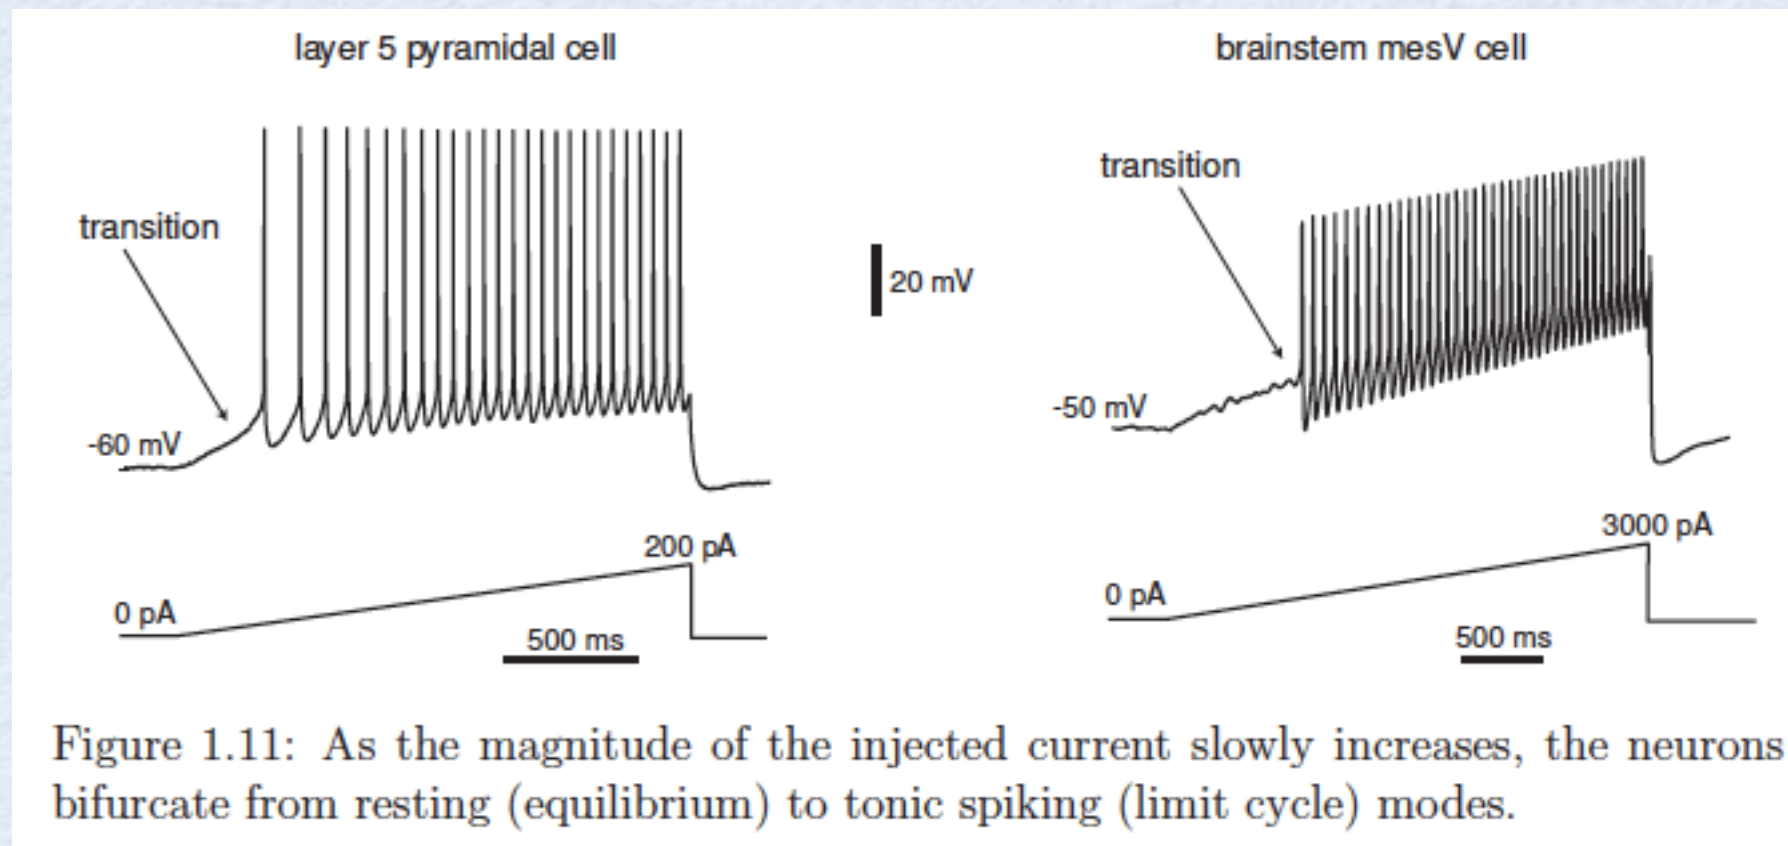 layer 5 pyramidal cell
brainstem mesV cell
transition
transition
20 mV
-60 mV
-50 mV
200 pA
3000 pA
0 pA
0 pA
500 ms
500 ms
Figure 1.11: As the magnitude of the injected current slowly increases, the neurons
bifurcate from resting (equilibrium) to tonic spiking (limit cycle) modes.